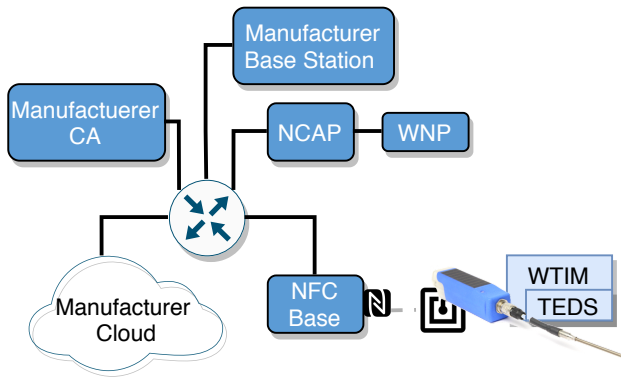 Manufacturer
Base Station
Manufactuerer
CA
NCAP
WNP
Manufacturer
Cloud
NFC
Base
WTIM
TEDS